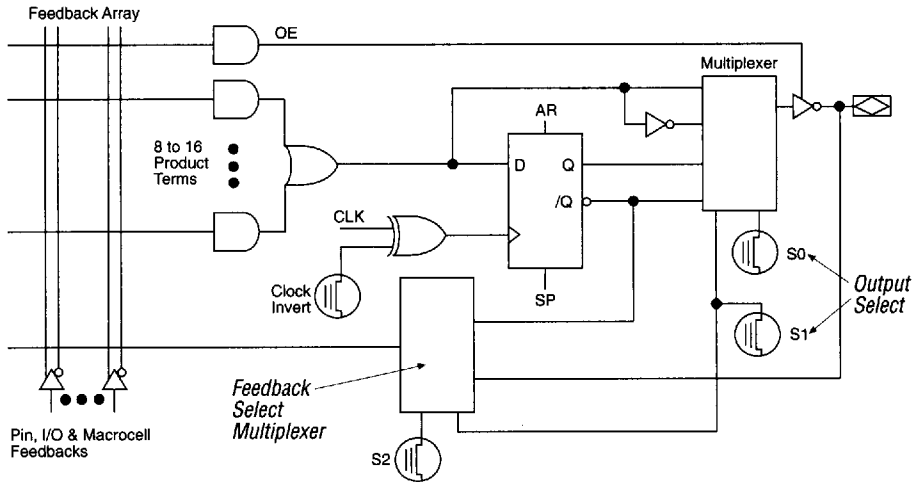 Feedback Array
OE
Multiplexer
8 to 16
Product
Terms
AR
D
Q
/Q
CLK
SP
Clock
Invert
S0
Output
Select
S1
Feedback
Select
Multiplexer
Pin, I/O & Macrocell
Feedbacks
S2